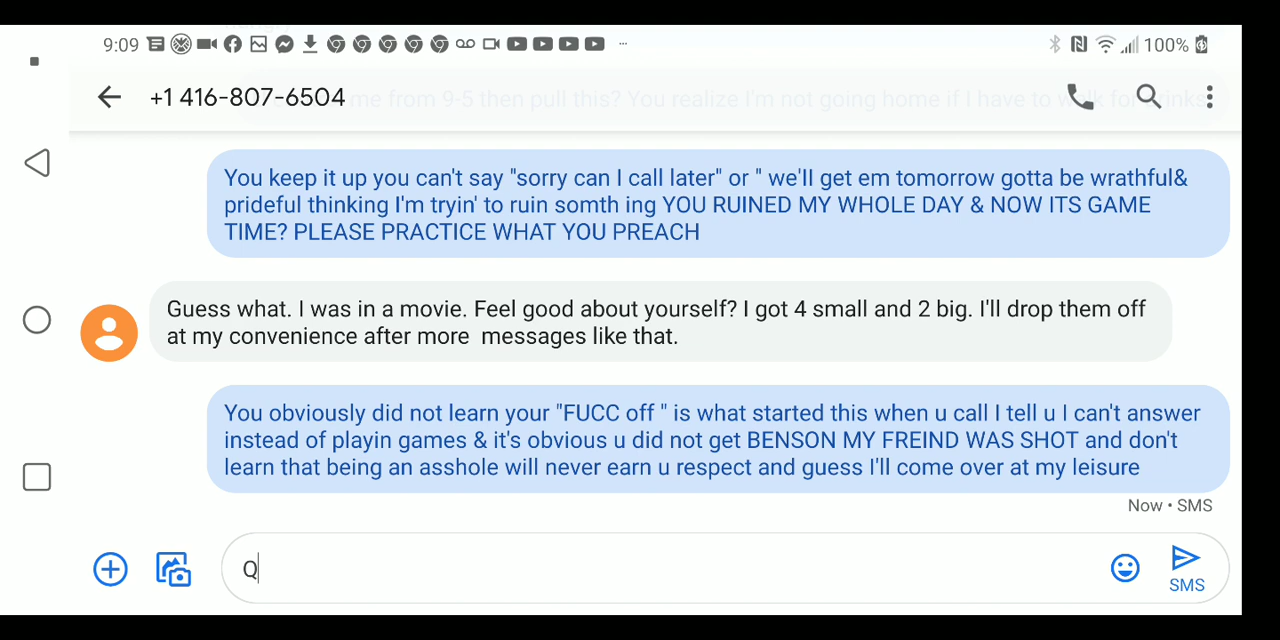 9:09
100%
+1 416-807-6504
me from 9-5 then pull this? You realize I'm not going home if I have to walk for drinks
You keep it up you can't say "sorry can I call later" or " we'll get em tomorrow gotta be wrathful&
prideful thinking I'm tryin' to ruin somth ing YOU RUINED MY WHOLE DAY & NOW ITS GAME
TIME? PLEASE PRACTICE WHAT YOU PREACH
Guess what. I was in a movie. Feel good about yourself? I got 4 small and 2 big. I'll drop them off
at my convenience after more  messages like that.
You obviously did not learn your "FUCC off " is what started this when u call I tell u I can't answer
instead of playin games & it's obvious u did not get BENSON MY FREIND WAS SHOT and don't
learn that being an asshole will never earn u respect and guess I'll come over at my leisure
Now • SMS
Q
SMS